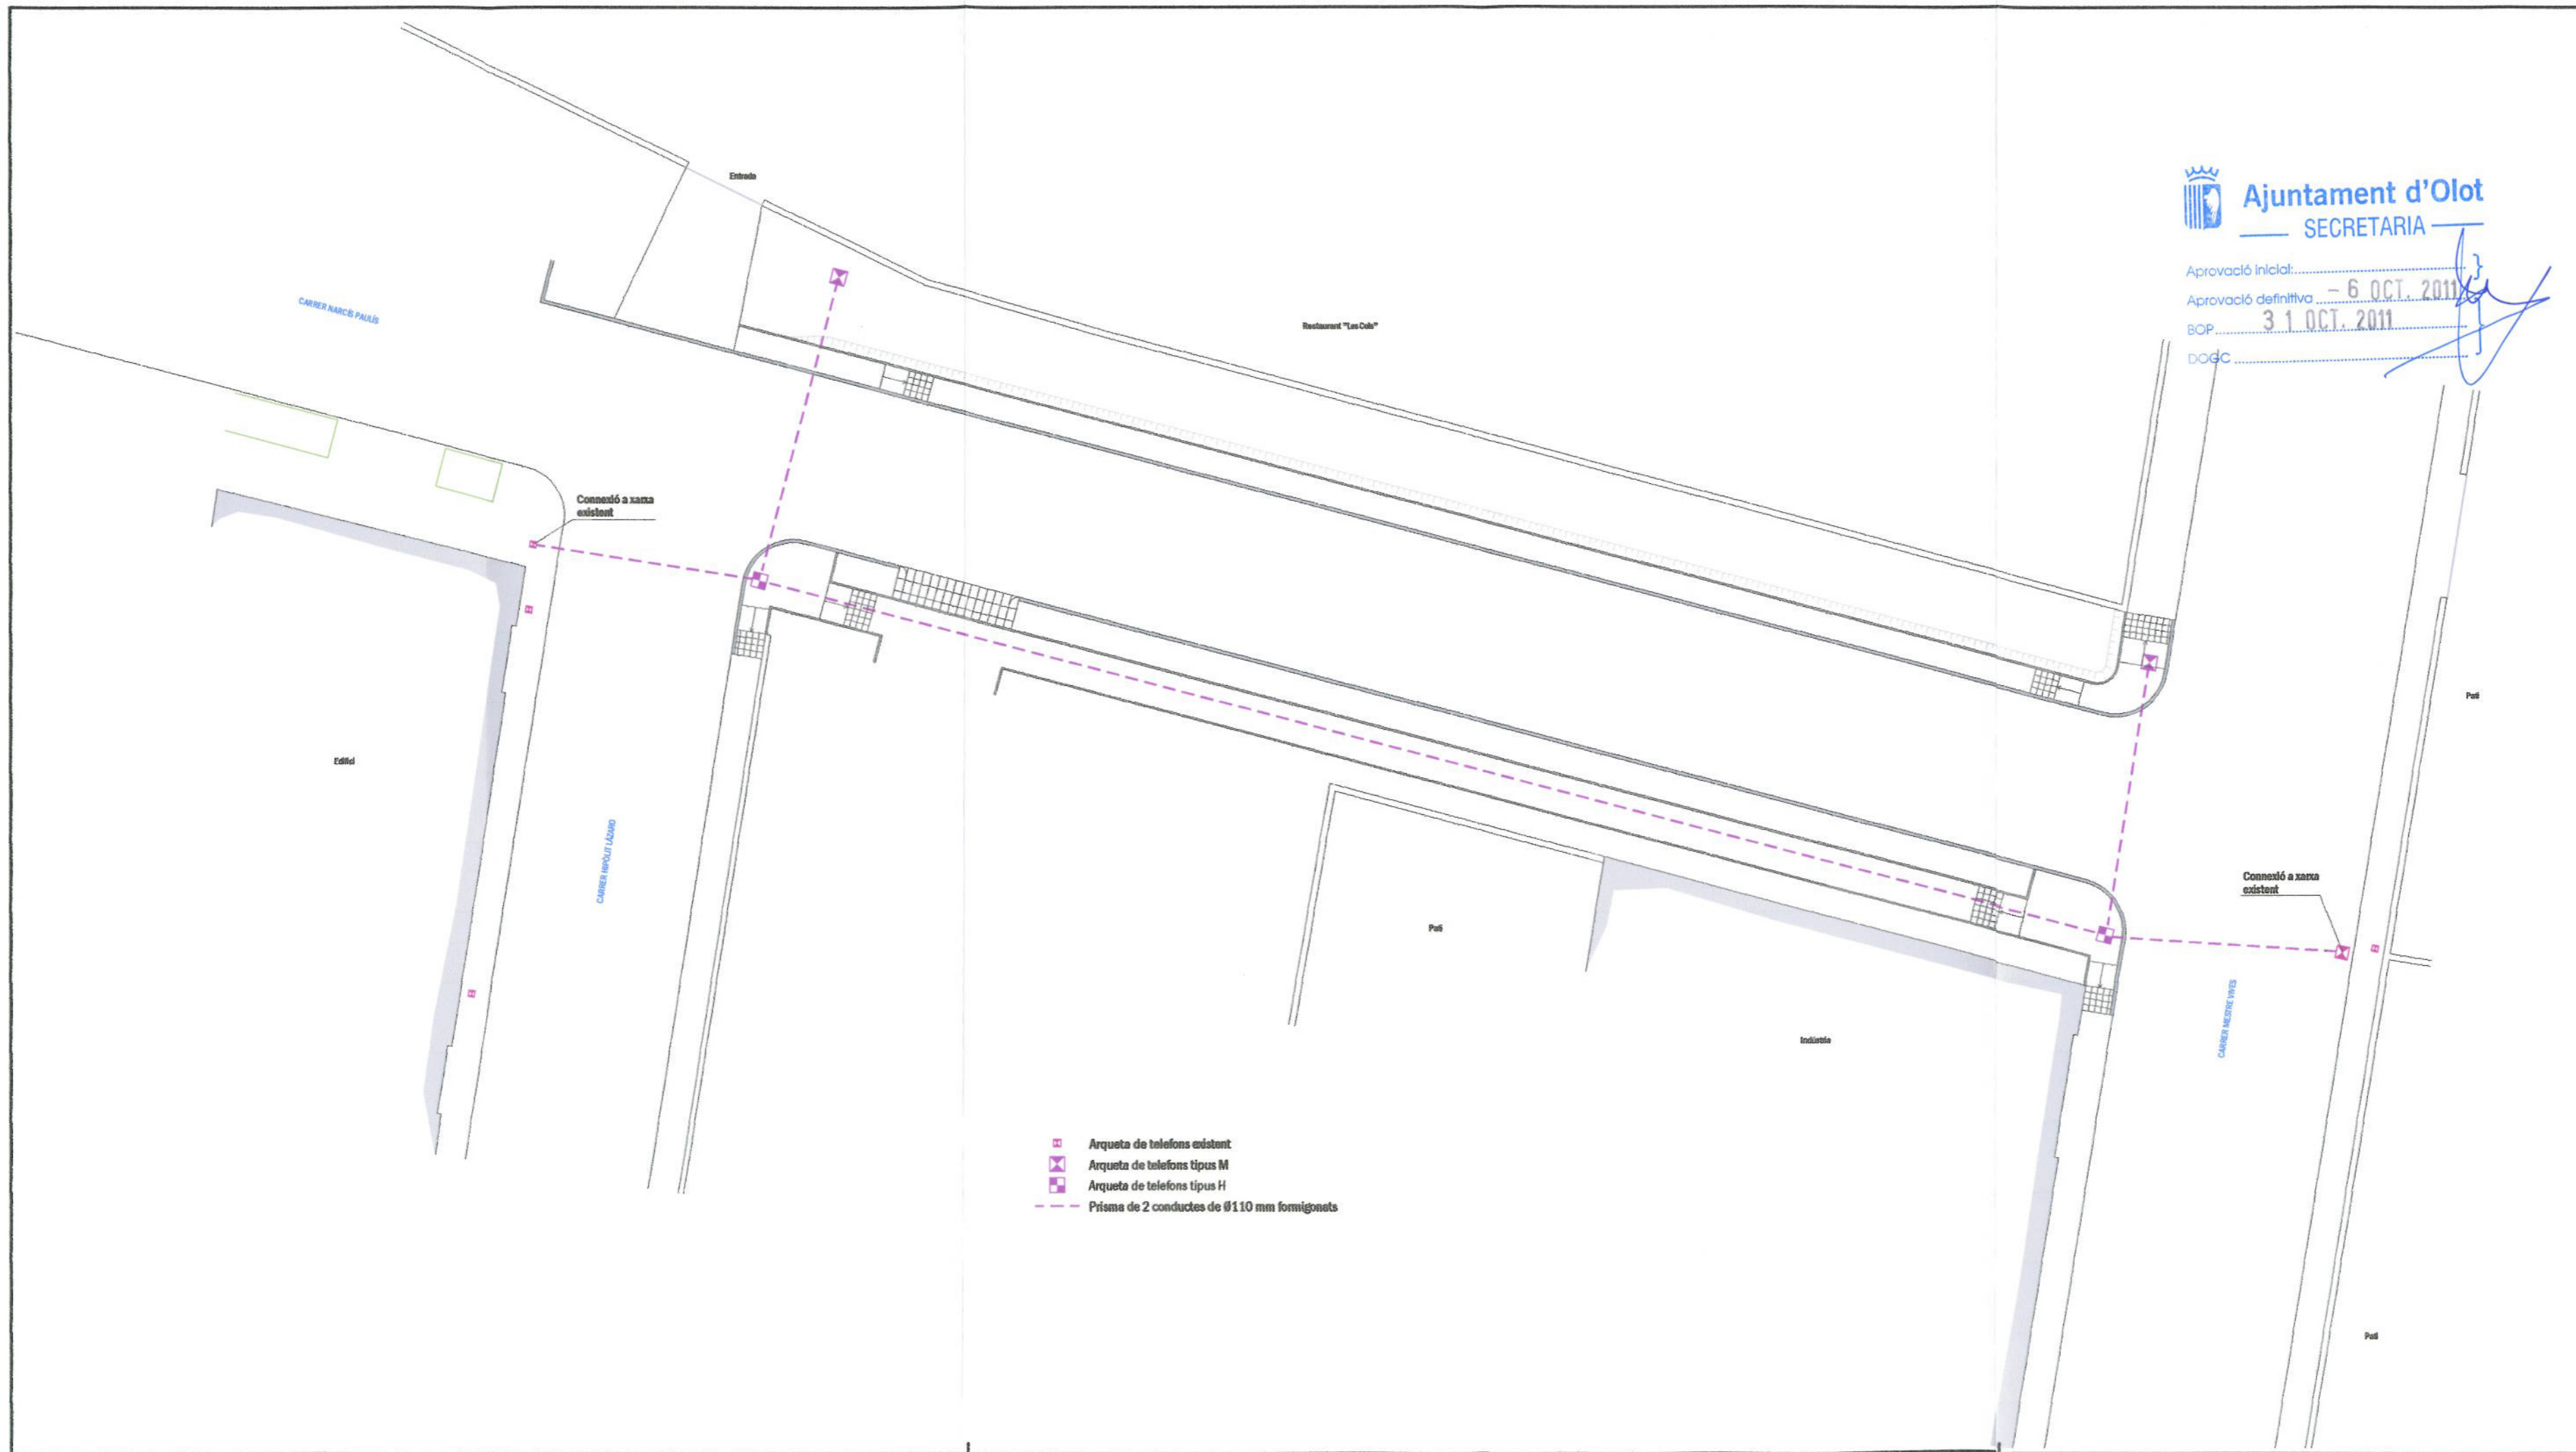 Entrada
Ajuntament d'Olot
SECRETARIA
Aprovació inicial:
Aprovació definitiva - 6 OCT. 2011
BOP 3 1 OCT. 2011
DOGC
CARRER NARCÍS PAULÍS
Restaurant "Les Cols"
Connexió a xarxa
existent
Edifici
CARRER HIPÒLIT LÁZARO
Pati
Pati
Connexió a xarxa
existent
Indústria
CARRER MESTRE VIVES
Arqueta de telefons existent
Arqueta de telefons tipus M
Arqueta de telefons tipus H
Prisma de 2 conductes de Ø110 mm formigonats
Pati